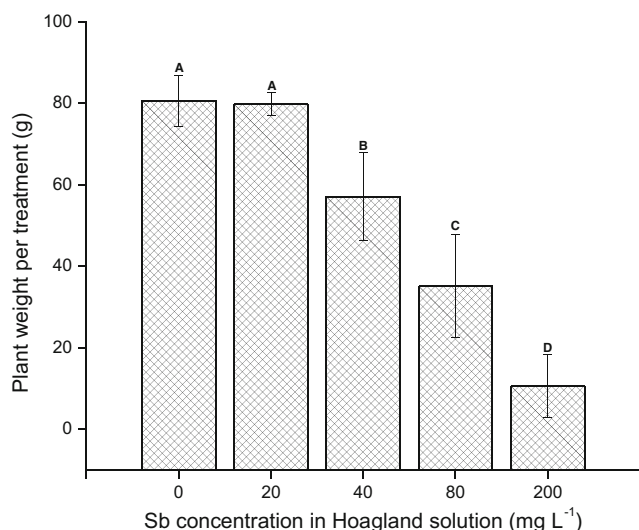 100
80
60
40
20
0
Plant weight per treatment (g)
A
A
B
C
D
0 20 40 80 200
Sb concentration in Hoagland solution (mg L⁻¹)